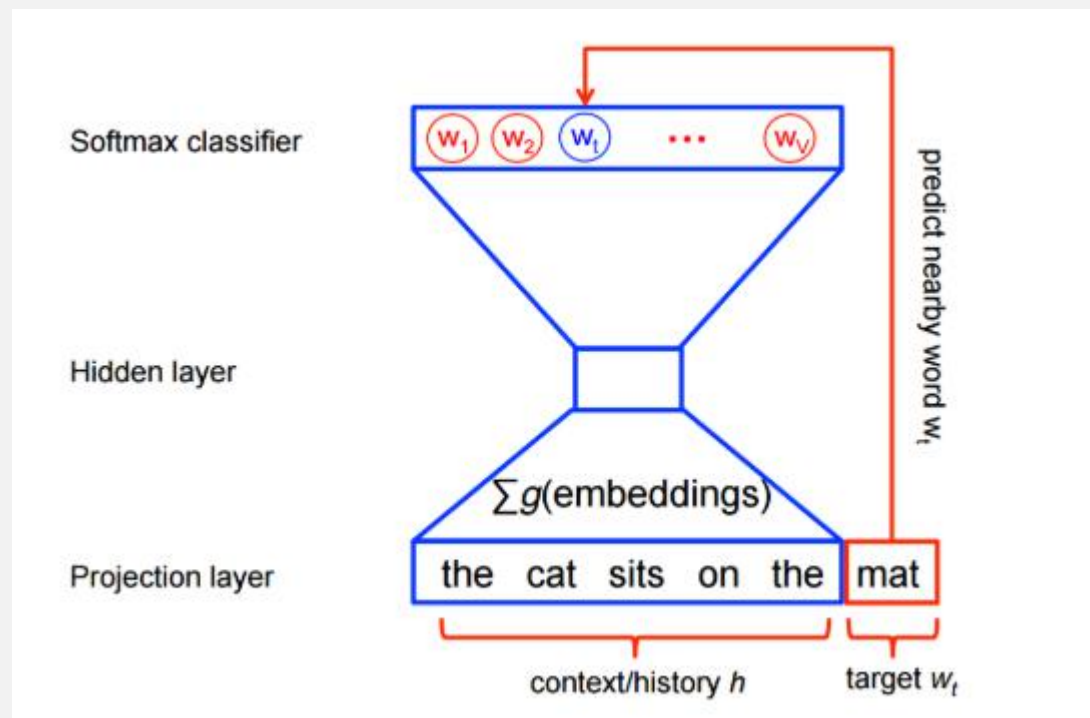 Softmax classifier
w1 w2 wt ... wV
predict nearby word wt
Hidden layer
∑g(embeddings)
Projection layer
the cat sits on the mat
context/history h
target wt